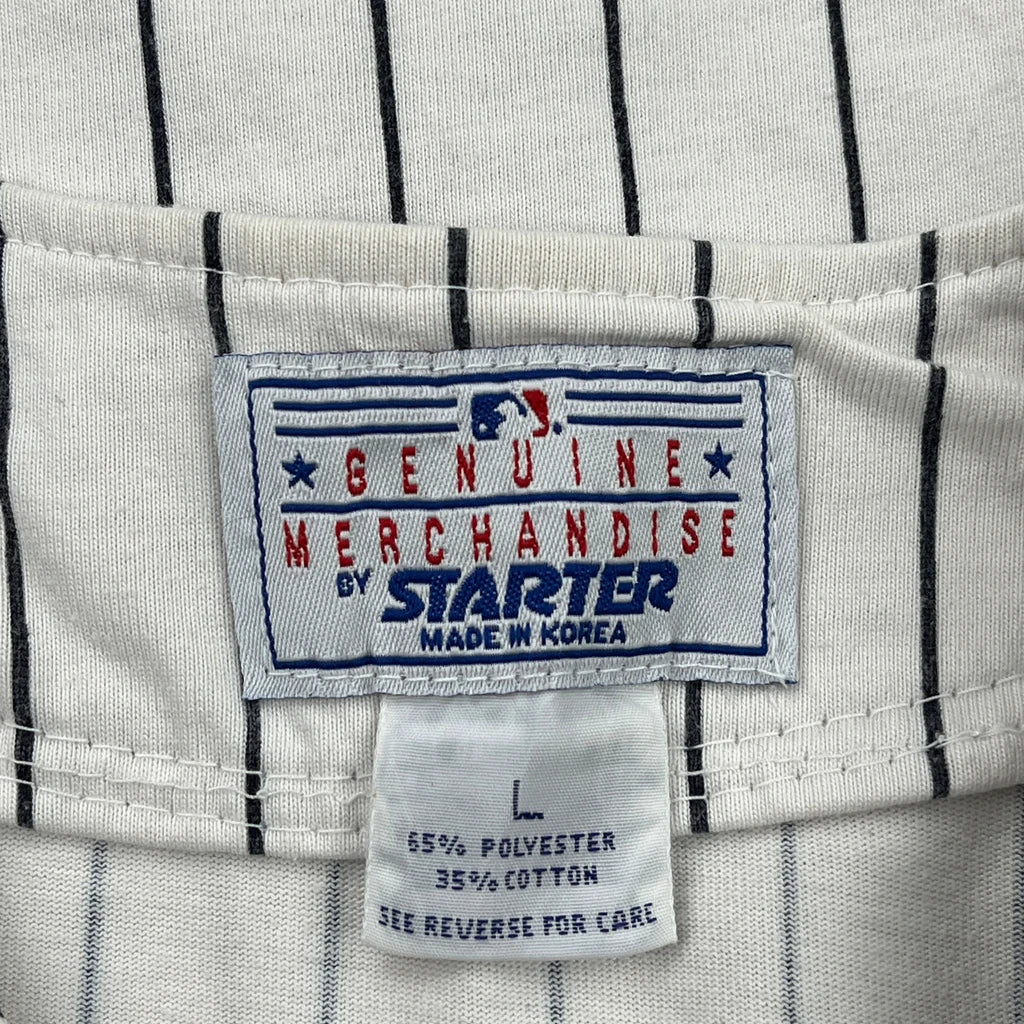 GENUINE
MERCHANDISE
BY STARTER
MADE IN KOREA
L
65% POLYESTER
35% COTTON
SEE REVERSE FOR CARE